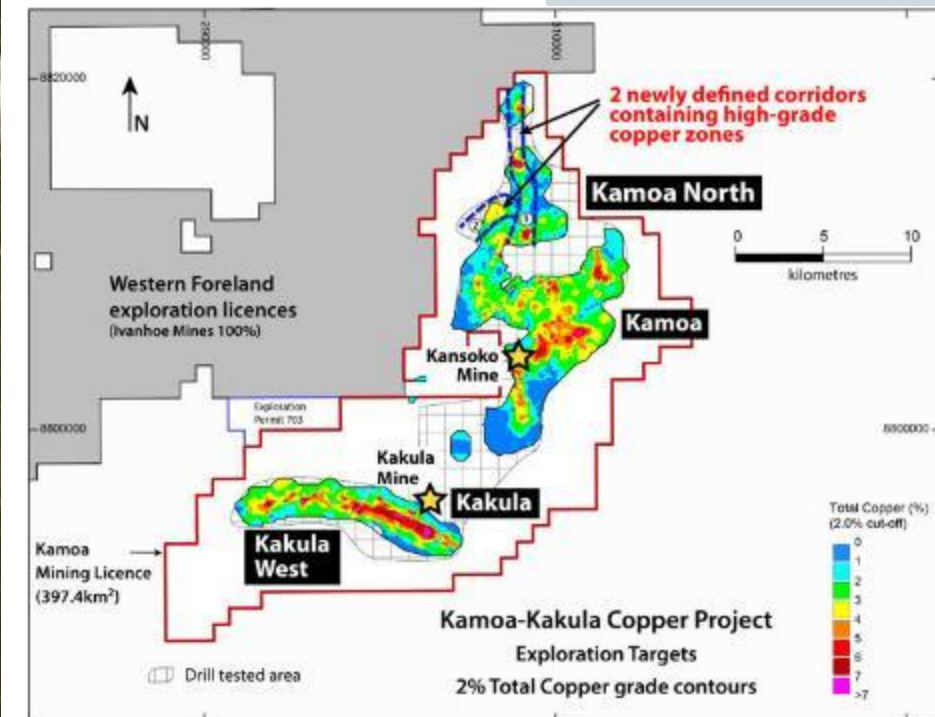 290000
310000
8820000
N
2 newly defined corridors
containing high-grade
copper zones
Kamoa North
0 5 10
kilometres
Western Foreland
exploration licences
(Ivanhoe Mines 100%)
Kamoa
Kansoko
Mine
Exploration
Permit 703
8800000
8800000
Kakula
Mine
Kakula
Total Copper (%)
(2.0% cut-off)
Kakula
West
Kamoa
Mining Licence
(397.4km²)
0
1
2
3
4
5
6
7
>7
Kamoa-Kakula Copper Project
Exploration Targets
2% Total Copper grade contours
Drill tested area